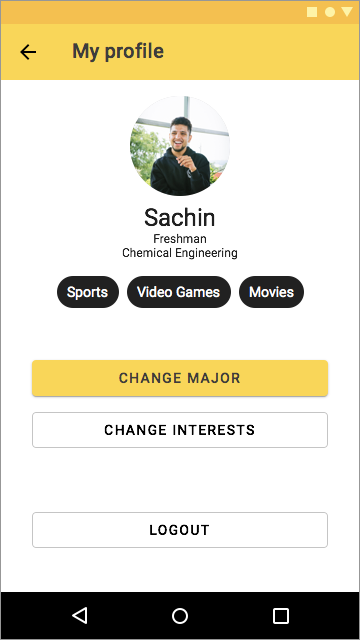 My profile
Sachin
Freshman
Chemical Engineering
Sports Video Games Movies
CHANGE MAJOR
CHANGE INTERESTS
LOGOUT